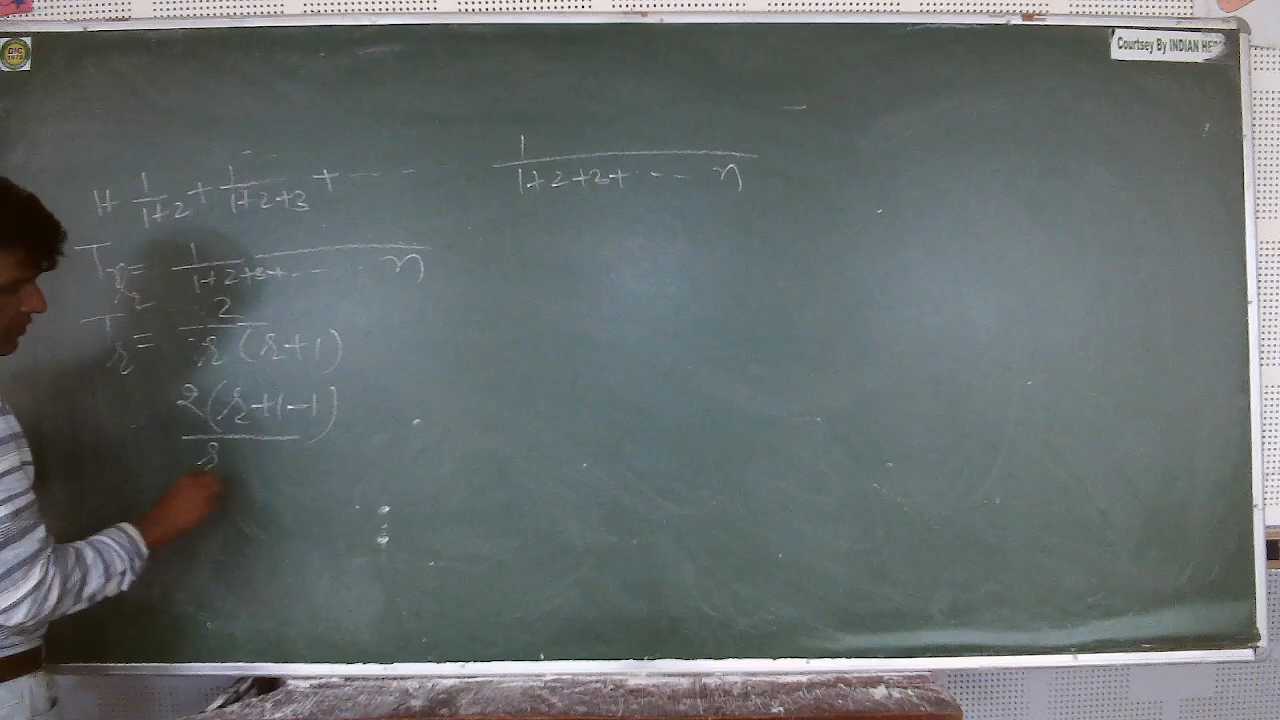 Courtsey By INDIAN HE
1+ 1/(1+2) + 1/(1+2+3) + --- 1/(1+2+3+ ... n)
T_r = 1/(1+2+3+ ... n)
T_r = 2/(r(r+1))
2(r+1-1)/r